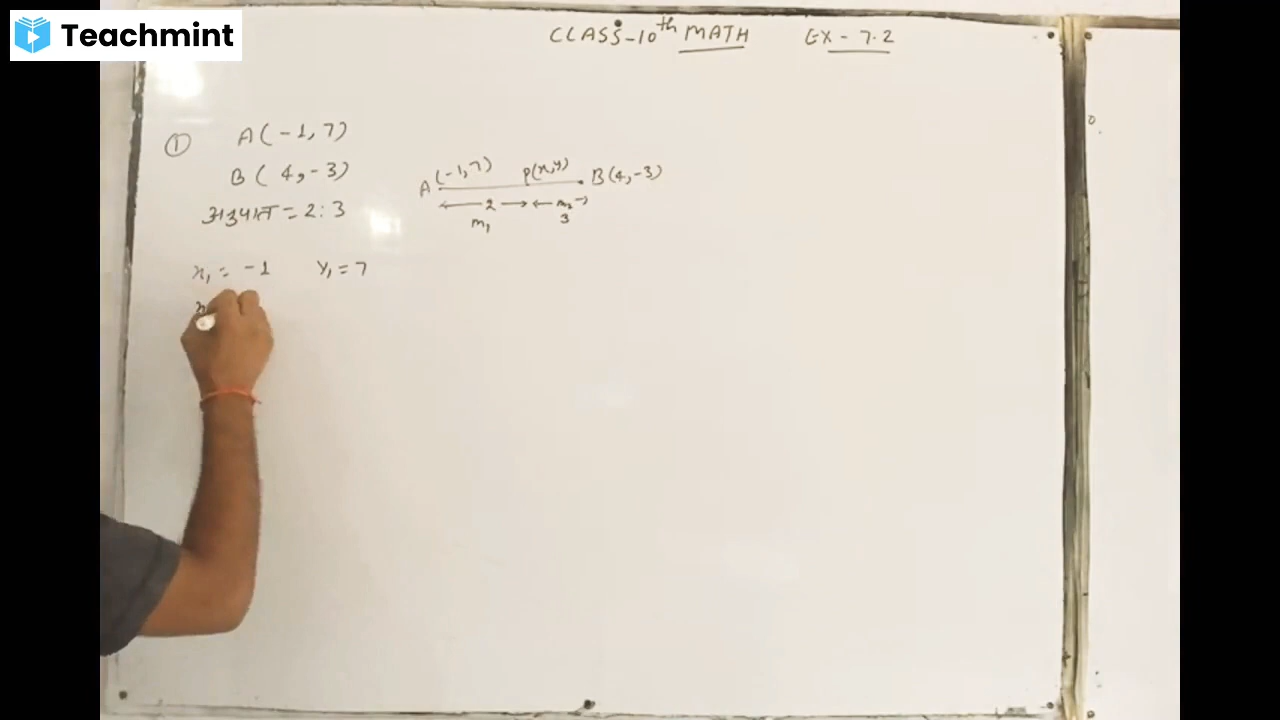 Teachmint
CLASS-10th MATH EX - 7.2
① A(-1,7)
B(4,-3)
अनुपात = 2:3
A (-1,7) P(x,y) B(4,-3)
2 m₂
m₁ 3
x₁ = -1 y₁ = 7
x